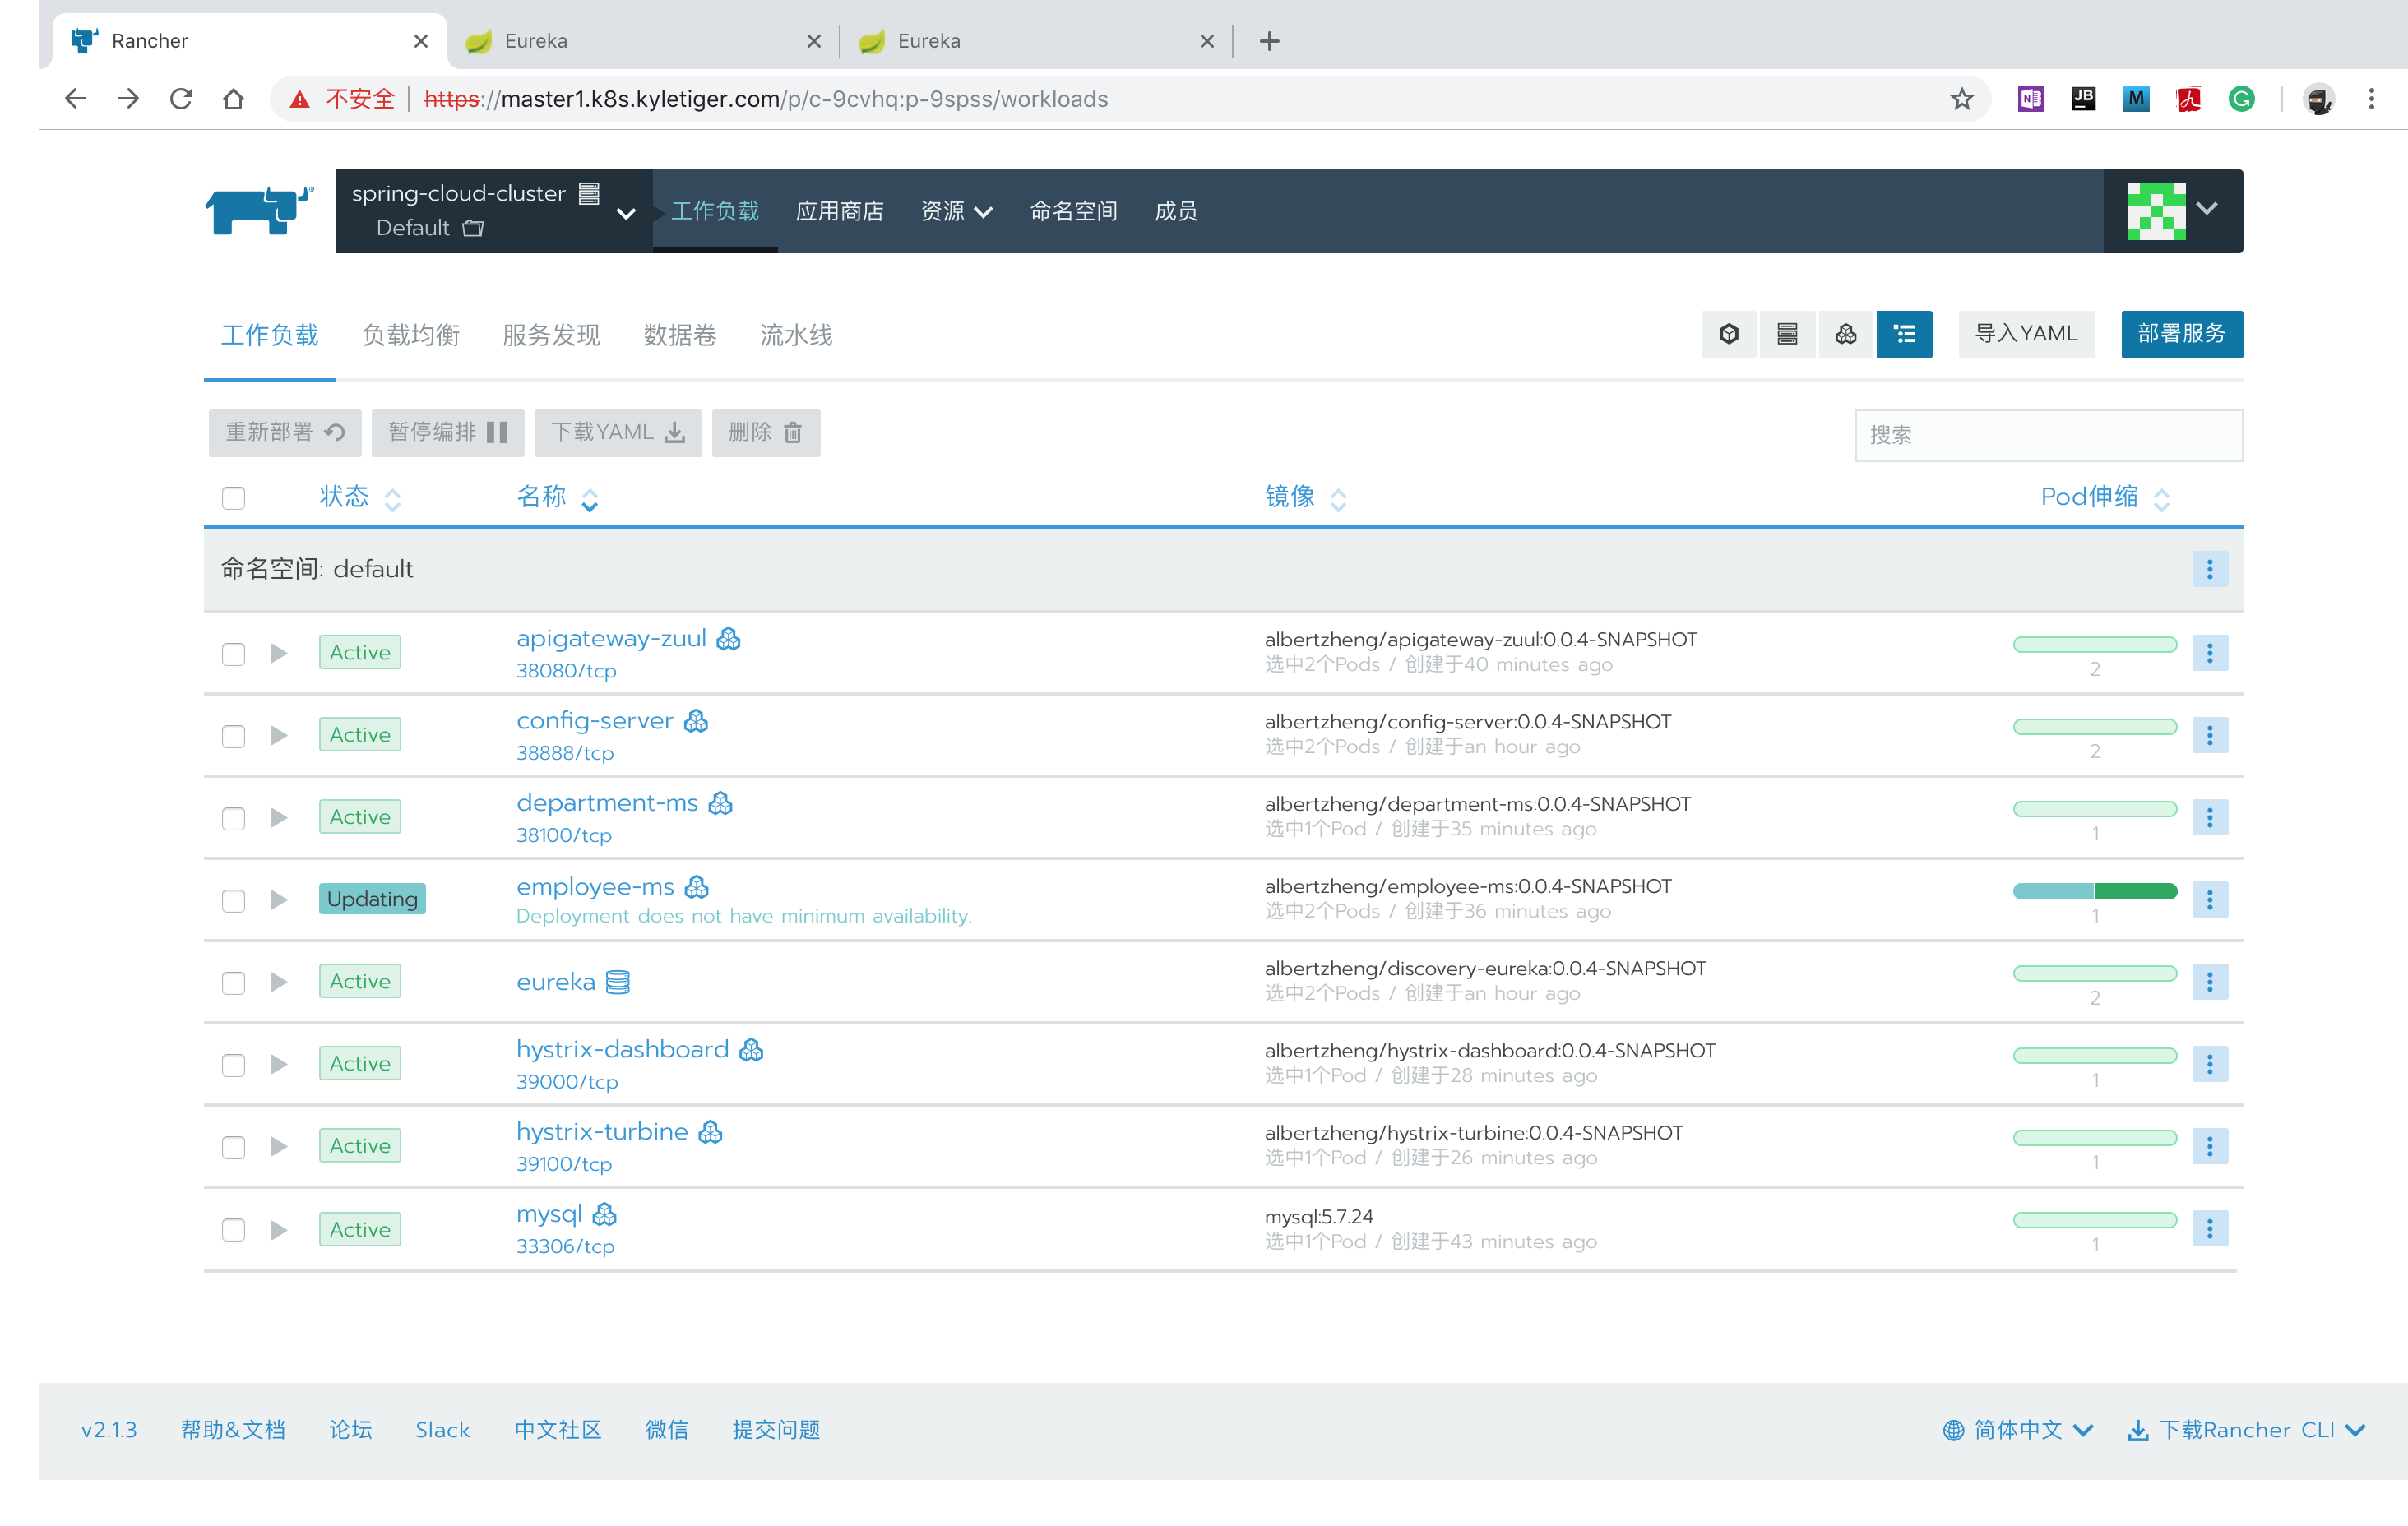 Rancher
Eureka
Eureka
不安全
https://master1.k8s.kyletiger.com/p/c-9cvhq:p-9spss/workloads
spring-cloud-cluster
Default
工作负载 应用商店 资源 命名空间 成员
工作负载 负载均衡 服务发现 数据卷 流水线
导入YAML 部署服务
重新部署 暂停编排 下载YAML 删除
搜索
状态 名称 镜像 Pod伸缩
命名空间: default
Active apigateway-zuul albertzheng/apigateway-zuul:0.0.4-SNAPSHOT
38080/tcp 选中2个Pods / 创建于40 minutes ago 2
Active config-server albertzheng/config-server:0.0.4-SNAPSHOT
38888/tcp 选中2个Pods / 创建于an hour ago 2
Active department-ms albertzheng/department-ms:0.0.4-SNAPSHOT
38100/tcp 选中1个Pod / 创建于35 minutes ago 1
Updating employee-ms albertzheng/employee-ms:0.0.4-SNAPSHOT
Deployment does not have minimum availability. 选中2个Pods / 创建于36 minutes ago 1
Active eureka albertzheng/discovery-eureka:0.0.4-SNAPSHOT
选中2个Pods / 创建于an hour ago 2
Active hystrix-dashboard albertzheng/hystrix-dashboard:0.0.4-SNAPSHOT
39000/tcp 选中1个Pod / 创建于28 minutes ago 1
Active hystrix-turbine albertzheng/hystrix-turbine:0.0.4-SNAPSHOT
39100/tcp 选中1个Pod / 创建于26 minutes ago 1
Active mysql mysql:5.7.24
33306/tcp 选中1个Pod / 创建于43 minutes ago 1
v2.1.3 帮助&文档 论坛 Slack 中文社区 微信 提交问题 简体中文 下载Rancher CLI